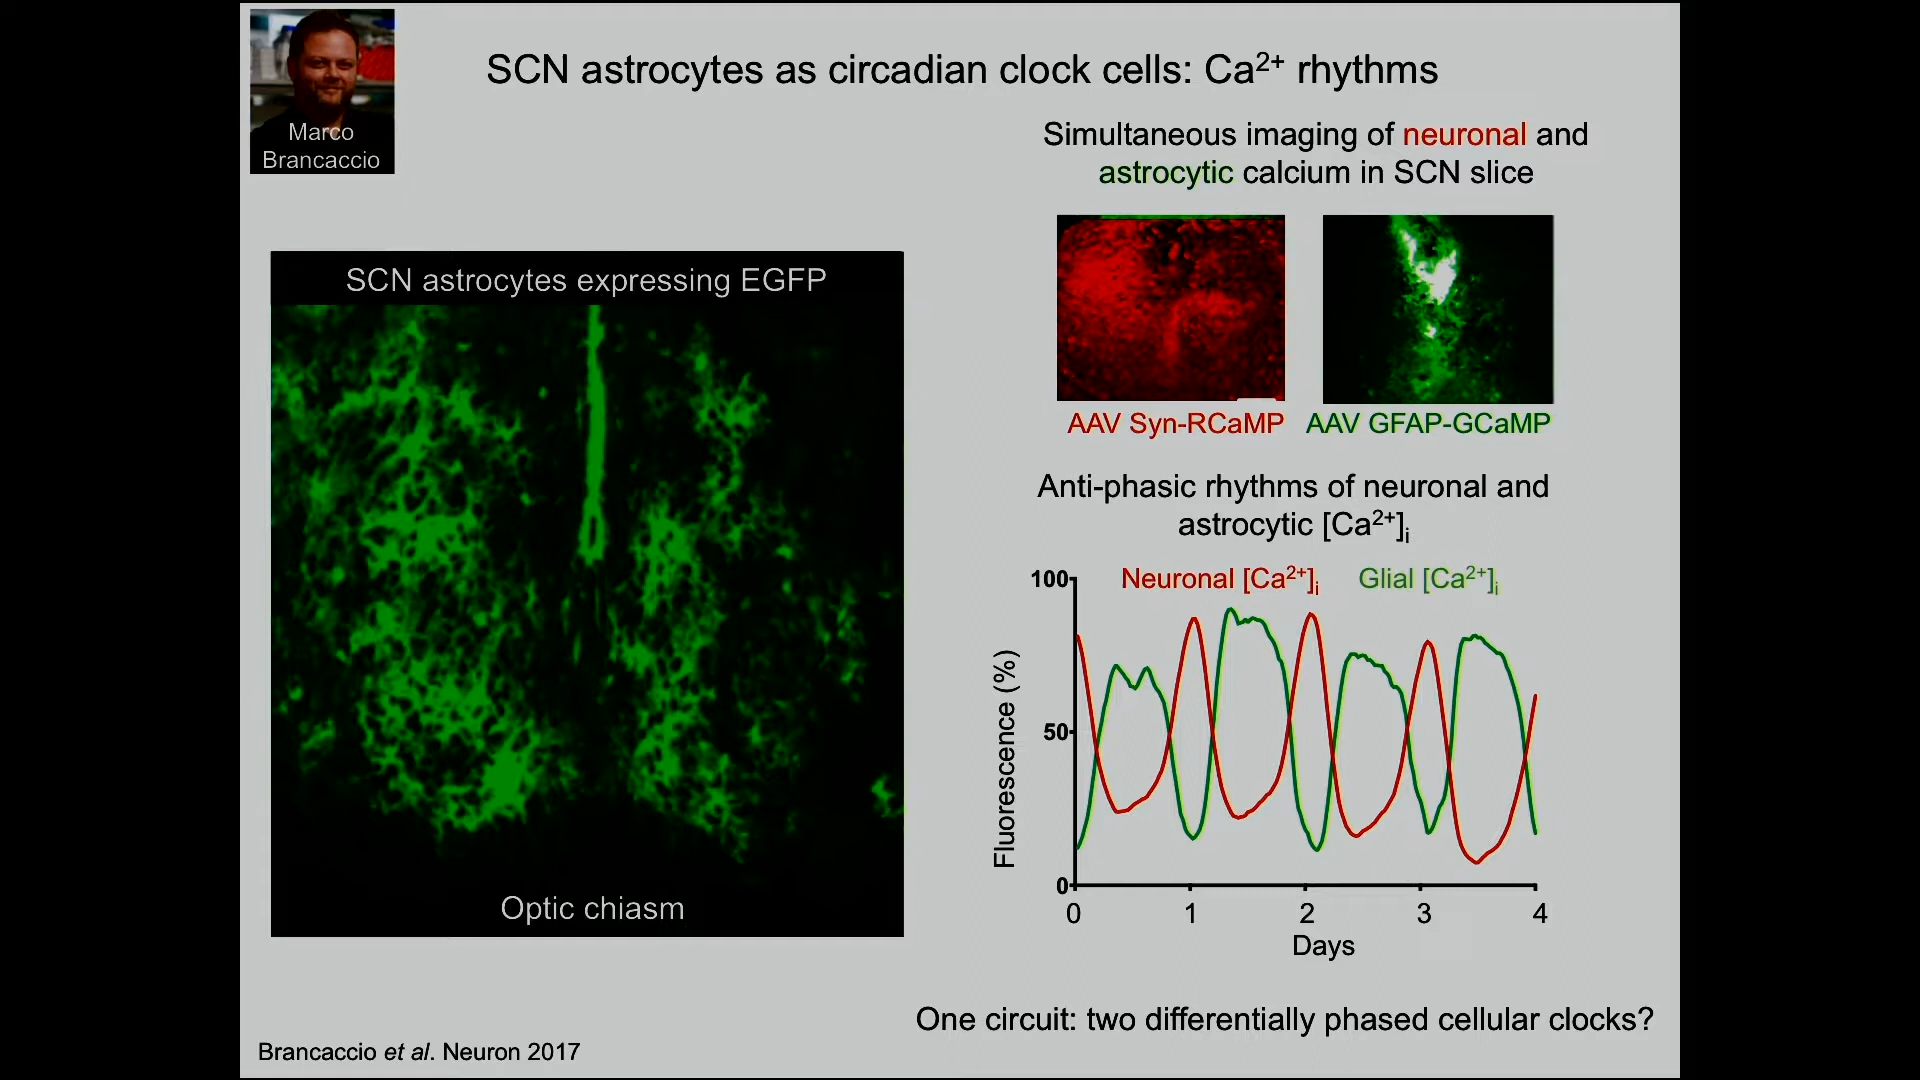 Marco
Brancaccio
SCN astrocytes as circadian clock cells: Ca²⁺ rhythms
SCN astrocytes expressing EGFP
Optic chiasm
Simultaneous imaging of neuronal and
astrocytic calcium in SCN slice
AAV Syn-RCaMP AAV GFAP-GCaMP
Anti-phasic rhythms of neuronal and
astrocytic [Ca²⁺]ᵢ
Neuronal [Ca²⁺]ᵢ Glial [Ca²⁺]ᵢ
100
50
0
Fluorescence (%)
0 1 2 3 4
Days
One circuit: two differentially phased cellular clocks?
Brancaccio et al. Neuron 2017